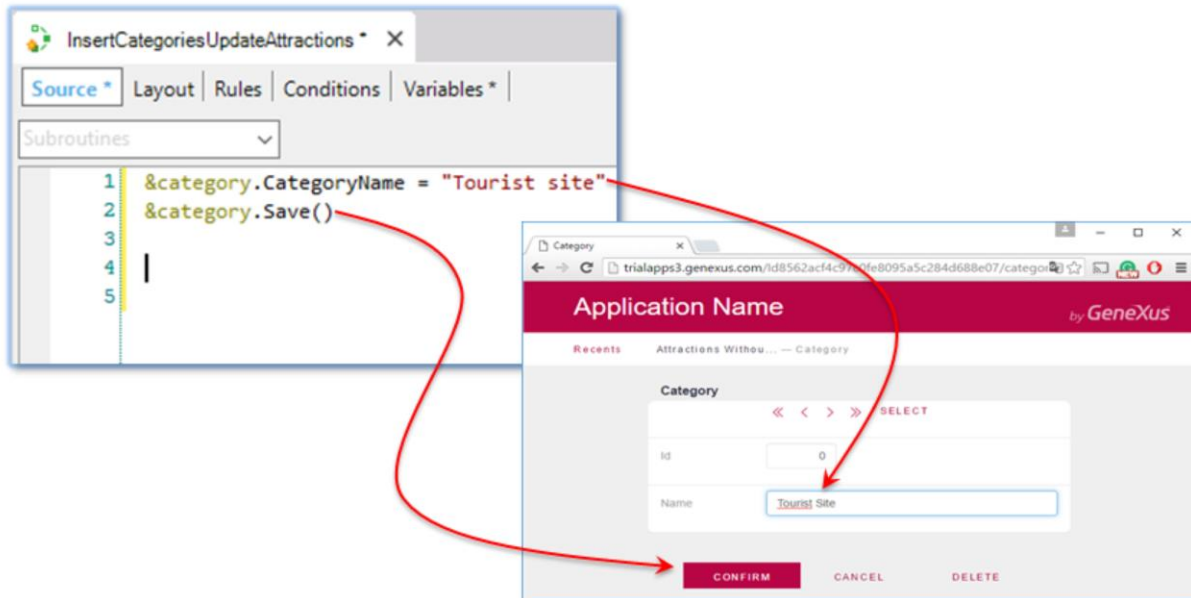 InsertCategoriesUpdateAttractions *
Source * Layout Rules Conditions Variables *
Subroutines
1 &category.CategoryName = "Tourist site"
2 &category.Save()
3
4
5
Category
Application Name
by GeneXus
Recents Attractions Withou... — Category
Category
SELECT
Id 0
Name Tourist Site
CONFIRM CANCEL DELETE